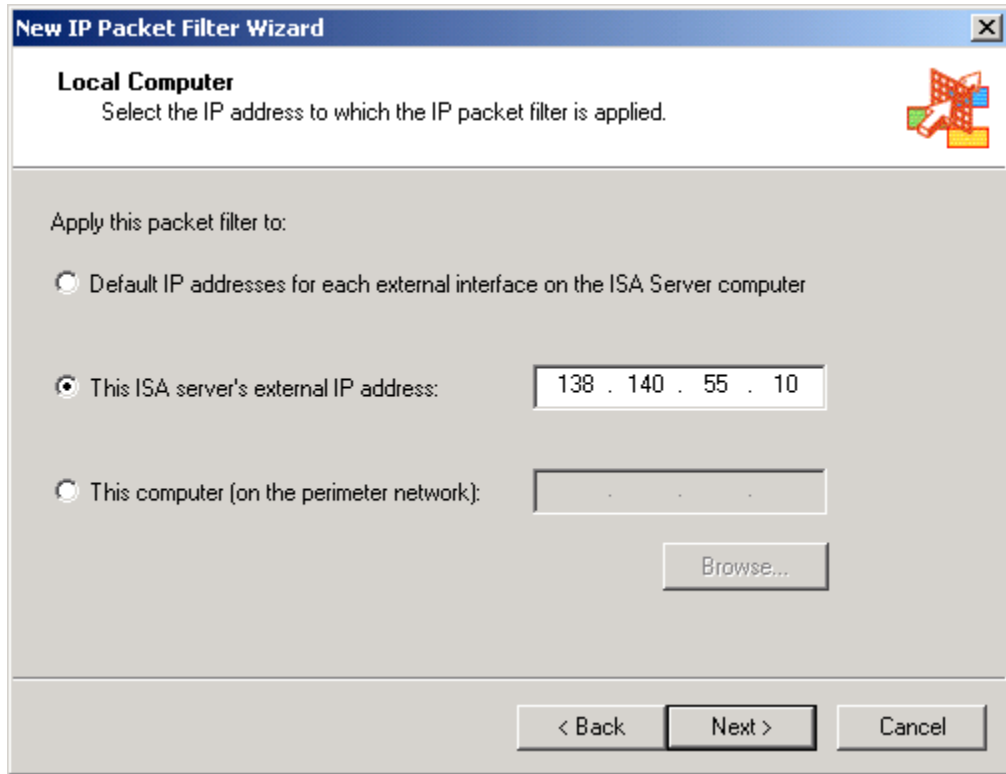 New IP Packet Filter Wizard
Local Computer
Select the IP address to which the IP packet filter is applied.
Apply this packet filter to:
Default IP addresses for each external interface on the ISA Server computer
This ISA server's external IP address: 138 . 140 . 55 . 10
This computer (on the perimeter network): . . .
Browse...
< Back Next > Cancel